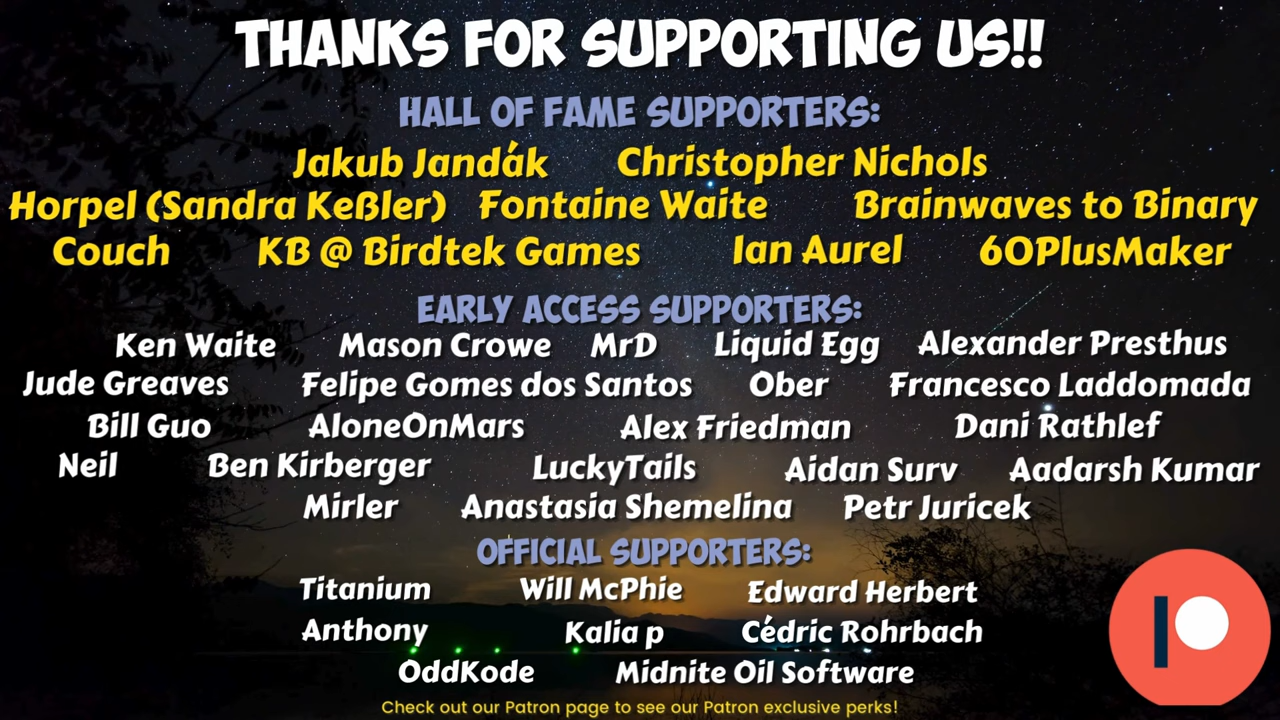 THANKS FOR SUPPORTING US!!
HALL OF FAME SUPPORTERS:
Jakub Jandák Christopher Nichols
Horpel (Sandra Keßler) Fontaine Waite Brainwaves to Binary
Couch KB @ Birdtek Games Ian Aurel 60PlusMaker
EARLY ACCESS SUPPORTERS:
Ken Waite Mason Crowe MrD Liquid Egg Alexander Presthus
Jude Greaves Felipe Gomes dos Santos Ober Francesco Laddomada
Bill Guo AloneOnMars Alex Friedman Dani Rathlef
Neil Ben Kirberger LuckyTails Aidan Surv Aadarsh Kumar
Mirler Anastasia Shemelina Petr Juricek
OFFICIAL SUPPORTERS:
Titanium Will McPhie Edward Herbert
Anthony Kalia p Cédric Rohrbach
OddKode Midnite Oil Software
Check out our Patron page to see our Patron exclusive perks!